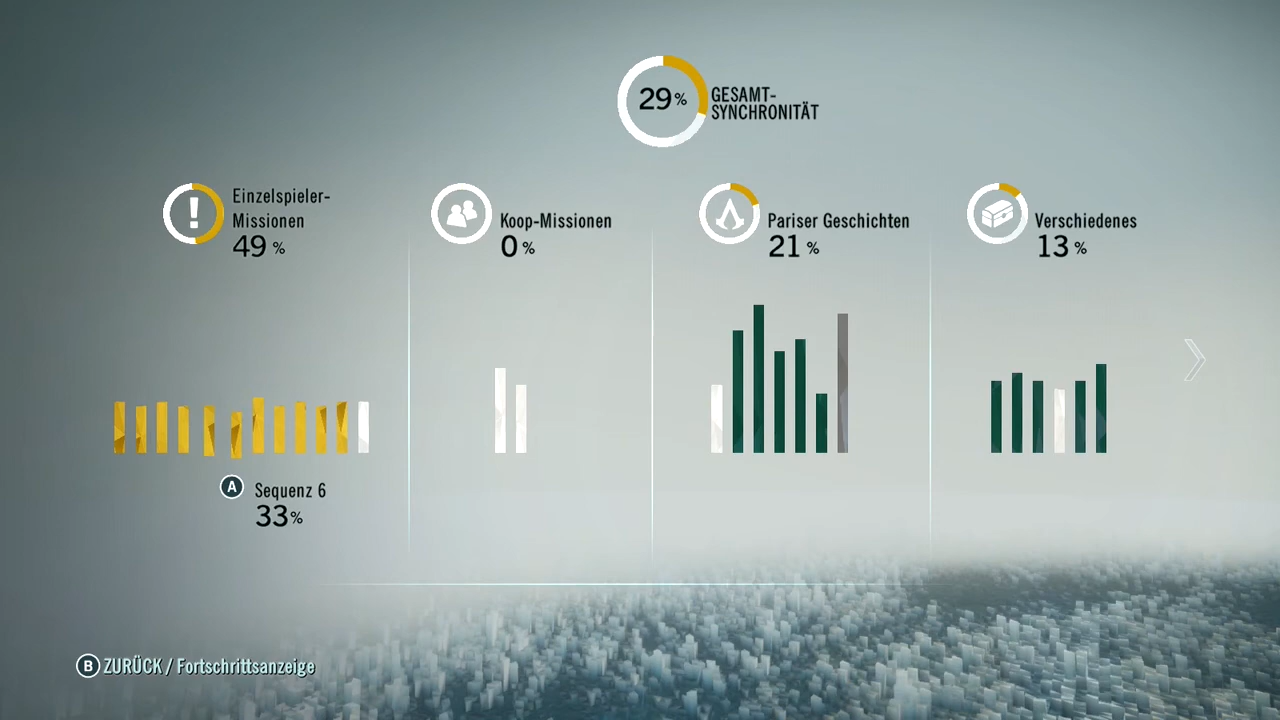 29%
GESAMT-
SYNCHRONITÄT
Einzelspieler-
Missionen
49 %
Koop-Missionen
0 %
Pariser Geschichten
21 %
Verschiedenes
13 %
A Sequenz 6
33%
B ZURÜCK / Fortschrittsanzeige